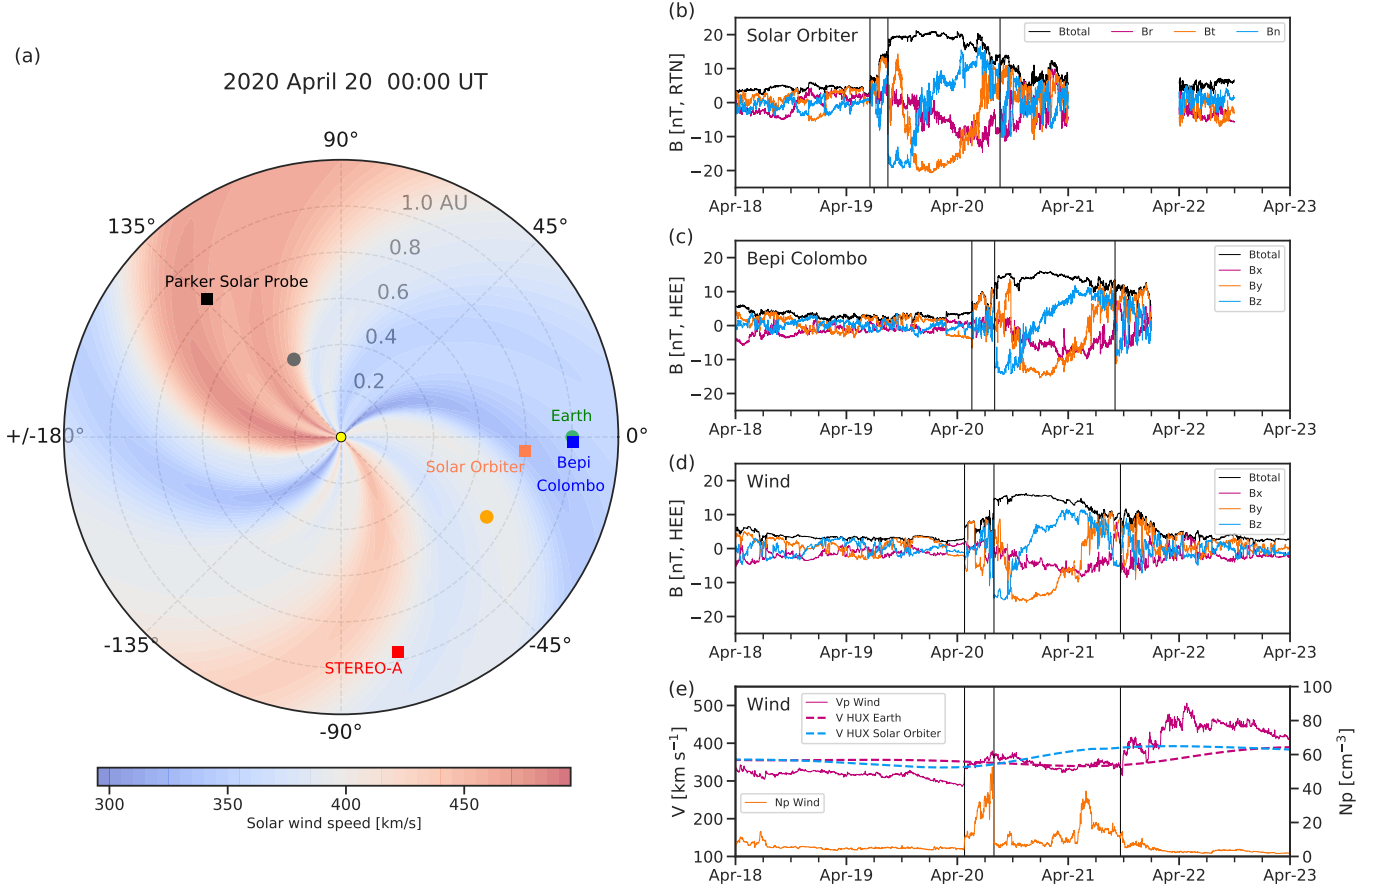 (a)
2020 April 20  00:00 UT
90°
135°
45°
1.0 AU
0.8
0.6
0.4
0.2
Parker Solar Probe
+/-180°
0°
Earth
Solar Orbiter
Bepi
Colombo
-135°
-45°
STEREO-A
-90°
300
350
400
450
Solar wind speed [km/s]
(b)
Solar Orbiter
Btotal
Br
Bt
Bn
B [nT, RTN]
20
10
0
−10
−20
Apr-18
Apr-19
Apr-20
Apr-21
Apr-22
Apr-23
(c)
Bepi Colombo
Btotal
Bx
By
Bz
B [nT, HEE]
20
10
0
−10
−20
Apr-18
Apr-19
Apr-20
Apr-21
Apr-22
Apr-23
(d)
Wind
Btotal
Bx
By
Bz
B [nT, HEE]
20
10
0
−10
−20
Apr-18
Apr-19
Apr-20
Apr-21
Apr-22
Apr-23
(e)
Wind
Vp Wind
V HUX Earth
V HUX Solar Orbiter
Np Wind
V [km s⁻¹]
500
400
300
200
100
Np [cm⁻³]
100
80
60
40
20
0
Apr-18
Apr-19
Apr-20
Apr-21
Apr-22
Apr-23